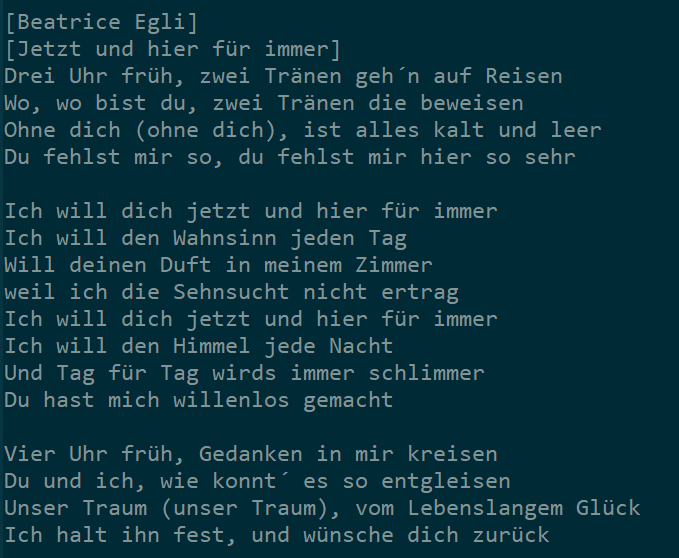 [Beatrice Egli]
[Jetzt und hier für immer]
Drei Uhr früh, zwei Tränen geh´n auf Reisen
Wo, wo bist du, zwei Tränen die beweisen
Ohne dich (ohne dich), ist alles kalt und leer
Du fehlst mir so, du fehlst mir hier so sehr

Ich will dich jetzt und hier für immer
Ich will den Wahnsinn jeden Tag
Will deinen Duft in meinem Zimmer
weil ich die Sehnsucht nicht ertrag
Ich will dich jetzt und hier für immer
Ich will den Himmel jede Nacht
Und Tag für Tag wirds immer schlimmer
Du hast mich willenlos gemacht

Vier Uhr früh, Gedanken in mir kreisen
Du und ich, wie konnt´ es so entgleisen
Unser Traum (unser Traum), vom Lebenslangem Glück
Ich halt ihn fest, und wünsche dich zurück